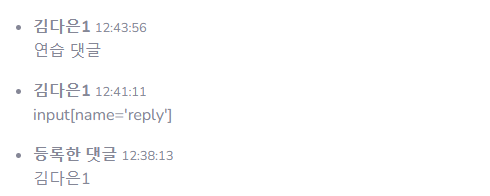 김다은1 12:43:56
연습 댓글
김다은1 12:41:11
input[name='reply']
등록한 댓글 12:38:13
김다은1